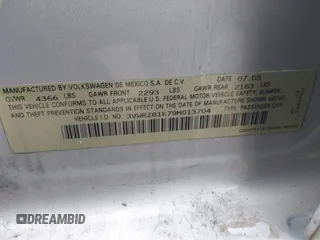 07.08
MANUFACTURED BY VOLKSWAGEN DE MEXICO S.A. DE C.V.
GVWR 4366 LBS GAWR FRONT 2293 LBS GAWR REAR 2183 LBS
THIS VEHICLE CONFORMS TO ALL APPLICABLE
FEDERAL MOTOR VEHICLE SAFETY, BUMPER,
AND THEFT PREVENTION STANDARDS IN EFFECT ON THE
DATE OF MANUFACTURE SHOWN ABOVE.
VEHICLE I.D. NO. 3VWRZ81K79M013704 TYPE: PASSENGER CAR
DREAMBID
DREAMBID